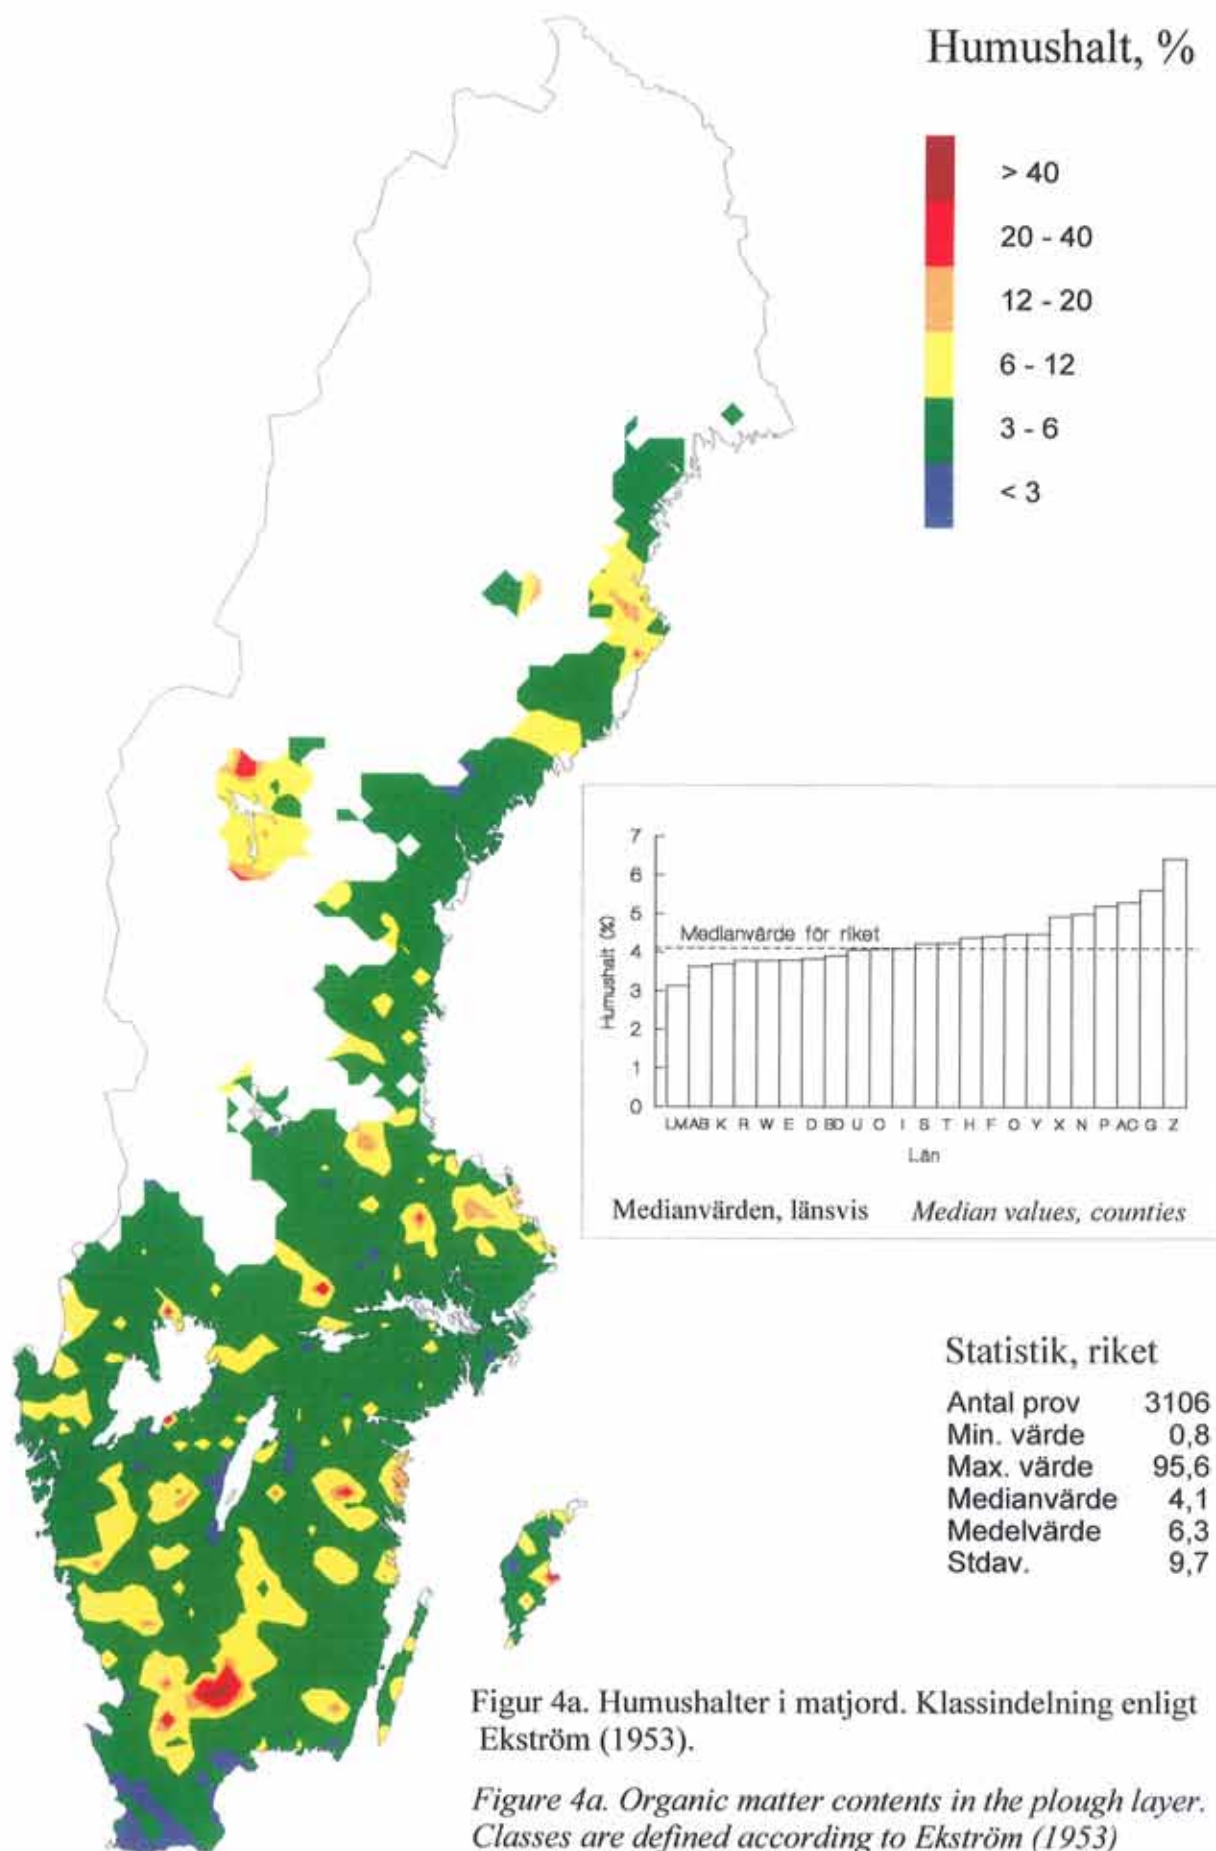 Humushalt, %
> 40
20 - 40
12 - 20
6 - 12
3 - 6
< 3
7
6
5
4
3
2
1
0
Humushalt (%)
Medianvärde för riket
LM AB K R W E D BD U O I S T H F O Y X N P AC G Z
Län
Medianvärden, länsvis Median values, counties
Statistik, riket
Antal prov 3106
Min. värde 0,8
Max. värde 95,6
Medianvärde 4,1
Medelvärde 6,3
Stdav. 9,7
Figur 4a. Humushalter i matjord. Klassindelning enligt
Ekström (1953).
Figure 4a. Organic matter contents in the plough layer.
Classes are defined according to Ekström (1953)